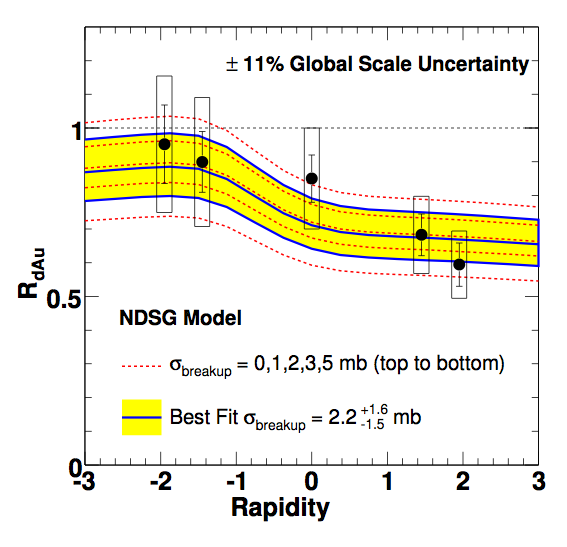 ± 11% Global Scale Uncertainty
1
0.5
0
R_dAu
NDSG Model
σ_breakup = 0,1,2,3,5 mb (top to bottom)
Best Fit σ_breakup = 2.2 +1.6 -1.5 mb
-3 -2 -1 0 1 2 3
Rapidity